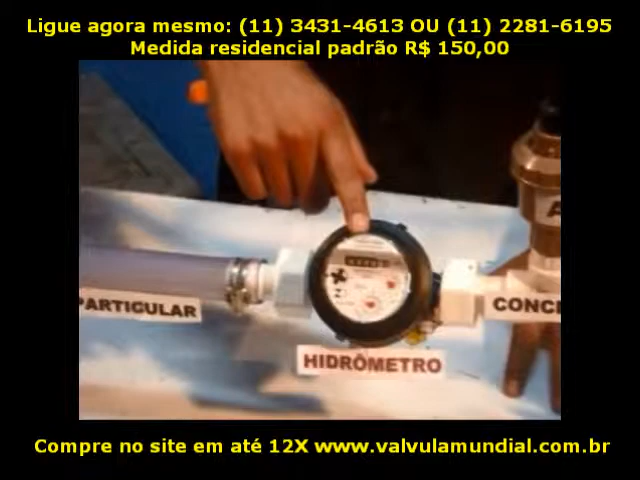 Ligue agora mesmo: (11) 3431-4613 OU (11) 2281-6195
Medida residencial padrão R$ 150,00
PARTICULAR
CONC
HIDRÔMETRO
Compre no site em até 12X www.valvulamundial.com.br